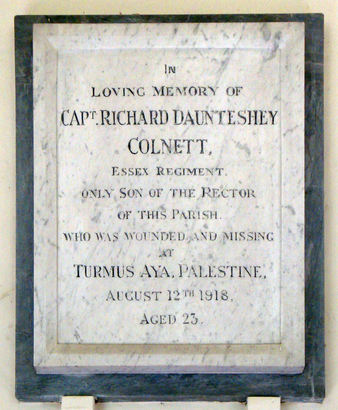 IN
LOVING MEMORY OF
CAPT. RICHARD DAUNTESHEY
COLNETT,
ESSEX REGIMENT.
ONLY SON OF THE RECTOR
OF THIS PARISH.
WHO WAS WOUNDED AND MISSING
AT
TURMUS AYA, PALESTINE,
AUGUST 12TH 1918,
AGED 23.